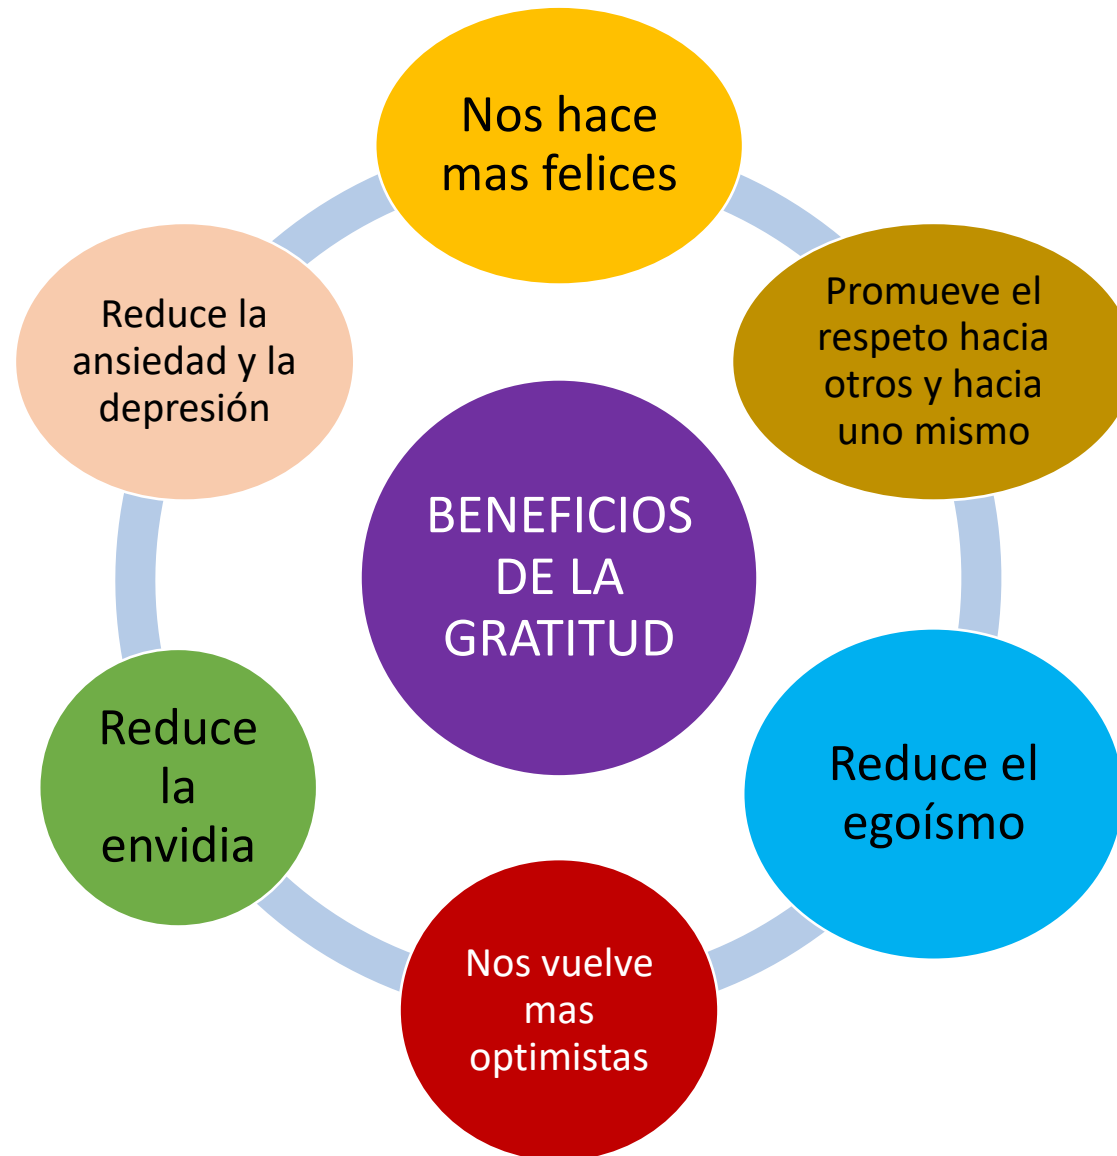 Nos hace
mas felices
Promueve el
respeto hacia
otros y hacia
uno mismo
Reduce el
egoísmo
Nos vuelve
mas
optimistas
Reduce
la
envidia
Reduce la
ansiedad y la
depresión
BENEFICIOS
DE LA
GRATITUD